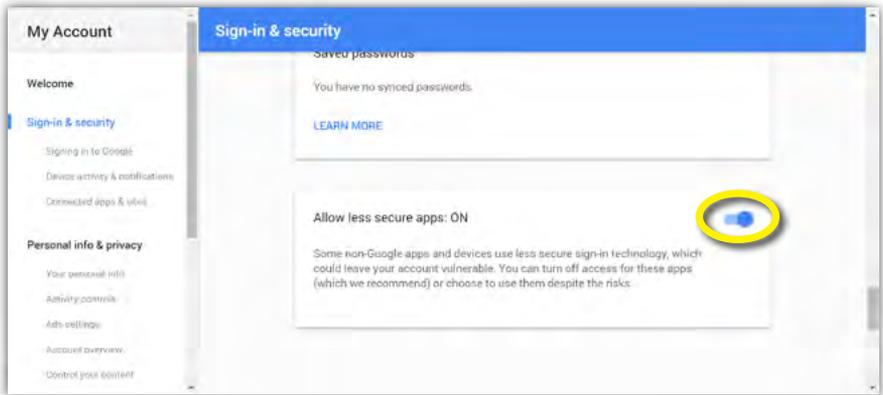 My Account
Sign-in & security
Welcome
Sign-in & security
Signing in to Google
Device activity & notifications
Connected apps & sites
Personal info & privacy
Your personal info
Activity controls
Ads settings
Account overview
Control your content
Saved passwords
You have no synced passwords.
LEARN MORE
Allow less secure apps: ON
Some non-Google apps and devices use less secure sign-in technology, which
could leave your account vulnerable. You can turn off access for these apps
(which we recommend) or choose to use them despite the risks.